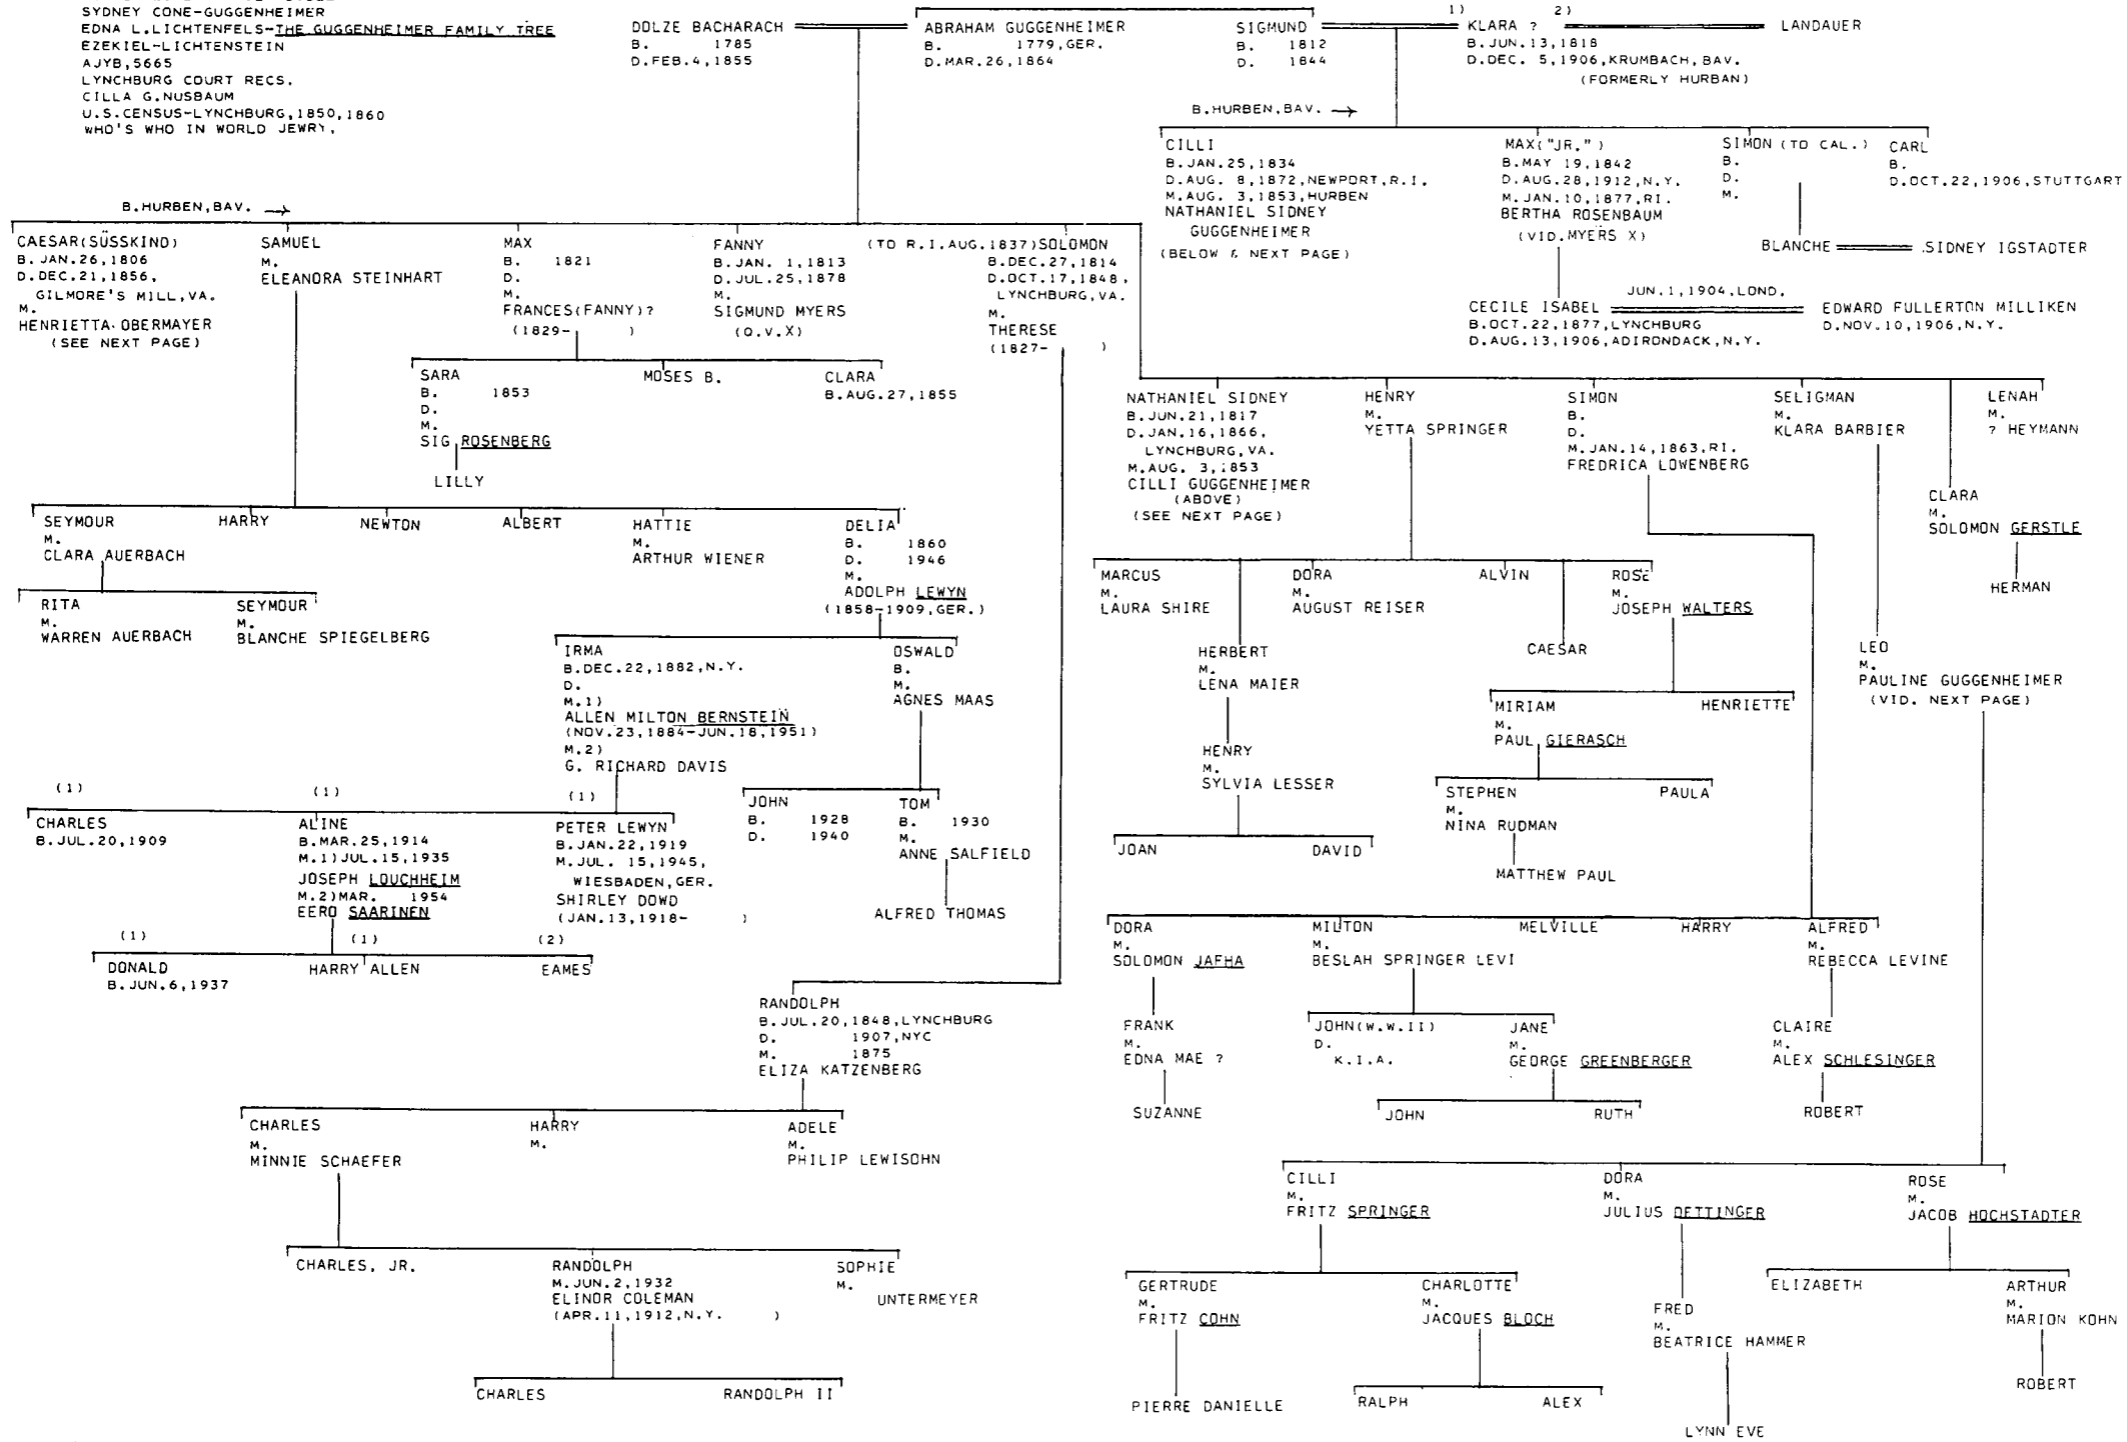 SYDNEY CONE-GUGGENHEIMER
EDNA L.LICHTENFELS-THE GUGGENHEIMER FAMILY TREE
EZEKIEL-LICHTENSTEIN
AJYB,5665
LYNCHBURG COURT RECS.
CILLA G.NUSBAUM
U.S.CENSUS-LYNCHBURG,1850,1860
WHO'S WHO IN WORLD JEWRY,
DOLZE BACHARACH
B. 1785
D.FEB.4,1855
ABRAHAM GUGGENHEIMER
B. 1779,GER.
D.MAR.26,1864
SIGMUND
B. 1812
D. 1844
1) 2)
KLARA ?
B.JUN.13,1818
D.DEC. 5,1906,KRUMBACH,BAV.
(FORMERLY HURBAN)
LANDAUER
B.HURBEN,BAV. →
CILLI
B.JAN.25,1834
D.AUG. 8,1872,NEWPORT,R.I.
M.AUG. 3,1853,HURBEN
NATHANIEL SIDNEY
GUGGENHEIMER
(BELOW & NEXT PAGE)
MAX("JR.")
B.MAY 19,1842
D.AUG.28,1912,N.Y.
M.JAN.10,1877,RI.
BERTHA ROSENBAUM
(VID.MYERS X)
SIMON (TO CAL.)
B.
D.
M.
CARL
B.
D.OCT.22,1906,STUTTGART
BLANCHE
SIDNEY IGSTADTER
JUN.1,1904,LOND.
CECILE ISABEL
B.OCT.22,1877,LYNCHBURG
D.AUG.13,1906,ADIRONDACK,N.Y.
EDWARD FULLERTON MILLIKEN
D.NOV.10,1906,N.Y.
B.HURBEN,BAV. →
CAESAR(SÜSSKIND)
B.JAN.26,1806
D.DEC.21,1856,
GILMORE'S MILL,VA.
M.
HENRIETTA OBERMAYER
(SEE NEXT PAGE)
SAMUEL
M.
ELEANORA STEINHART
MAX
B. 1821
D.
M.
FRANCES(FANNY)?
(1829- )
FANNY
B.JAN. 1,1813
D.JUL.25,1878
M.
SIGMUND MYERS
(Q.V.X)
(TO R.I.AUG.1837)SOLOMON
B.DEC.27,1814
D.OCT.17,1848,
LYNCHBURG,VA.
M.
THERESE
(1827- )
SARA
B. 1853
D.
M.
SIG ROSENBERG
MOSES B.
CLARA
B.AUG.27,1855
LILLY
NATHANIEL SIDNEY
B.JUN.21,1817
D.JAN.16,1866,
LYNCHBURG,VA.
M.AUG. 3,1853
CILLI GUGGENHEIMER
(ABOVE)
(SEE NEXT PAGE)
HENRY
M.
YETTA SPRINGER
SIMON
B.
D.
M.JAN.14,1863,RI.
FREDRICA LOWENBERG
SELIGMAN
M.
KLARA BARBIER
LENAH
M.
? HEYMANN
CLARA
M.
SOLOMON GERSTLE
HERMAN
SEYMOUR
M.
CLARA AUERBACH
HARRY
NEWTON
ALBERT
HATTIE
M.
ARTHUR WIENER
DELIA
B. 1860
D. 1946
M.
ADOLPH LEWYN
(1858-1909,GER.)
RITA
M.
WARREN AUERBACH
SEYMOUR
M.
BLANCHE SPIEGELBERG
IRMA
B.DEC.22,1882,N.Y.
D.
M.1)
ALLEN MILTON BERNSTEIN
(NOV.23,1884-JUN.18,1951)
M.2)
G. RICHARD DAVIS
OSWALD
B.
M.
AGNES MAAS
MARCUS
M.
LAURA SHIRE
DORA
M.
AUGUST REISER
ALVIN
ROSE
M.
JOSEPH WALTERS
HERBERT
M.
LENA MAIER
CAESAR
LEO
M.
PAULINE GUGGENHEIMER
(VID. NEXT PAGE)
MIRIAM
M.
PAUL GIERASCH
HENRIETTE
HENRY
M.
SYLVIA LESSER
STEPHEN
M.
NINA RUDMAN
PAULA
(1) (1) (1)
CHARLES
B.JUL.20,1909
ALINE
B.MAR.25,1914
M.1)JUL.15,1935
JOSEPH LOUCHHEIM
M.2)MAR. 1954
EERO SAARINEN
PETER LEWYN
B.JAN.22,1919
M.JUL. 15,1945,
WIESBADEN,GER.
SHIRLEY DOWD
(JAN.13,1918- )
JOHN
B. 1928
D. 1940
TOM
B. 1930
M.
ANNE SALFIELD
ALFRED THOMAS
JOAN
DAVID
MATTHEW PAUL
(1) (1) (2)
DONALD
B.JUN.6,1937
HARRY ALLEN
EAMES
DORA
M.
SOLOMON JAFHA
MILTON
M.
BESLAH SPRINGER LEVI
MELVILLE
HARRY
ALFRED
M.
REBECCA LEVINE
RANDOLPH
B.JUL.20,1848,LYNCHBURG
D. 1907,NYC
M. 1875
ELIZA KATZENBERG
FRANK
M.
EDNA MAE ?
SUZANNE
JOHN(W.W.II)
D.
K.I.A.
JANE
M.
GEORGE GREENBERGER
JOHN
RUTH
CLAIRE
M.
ALEX SCHLESINGER
ROBERT
CHARLES
M.
MINNIE SCHAEFER
HARRY
M.
ADELE
M.
PHILIP LEWISOHN
CILLI
M.
FRITZ SPRINGER
DORA
M.
JULIUS OETTINGER
ROSE
M.
JACOB HOCHSTADTER
CHARLES, JR.
RANDOLPH
M.JUN.2,1932
ELINOR COLEMAN
(APR.11,1912,N.Y. )
SOPHIE
M.
UNTERMEYER
GERTRUDE
M.
FRITZ COHN
CHARLOTTE
M.
JACQUES BLOCH
FRED
M.
BEATRICE HAMMER
ELIZABETH
ARTHUR
M.
MARION KOHN
CHARLES
RANDOLPH II
PIERRE DANIELLE
RALPH
ALEX
LYNN EVE
ROBERT